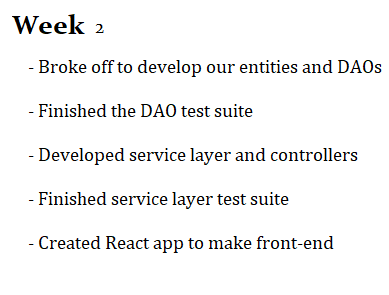 Week 2
- Broke off to develop our entities and DAOs
- Finished the DAO test suite
- Developed service layer and controllers
- Finished service layer test suite
- Created React app to make front-end